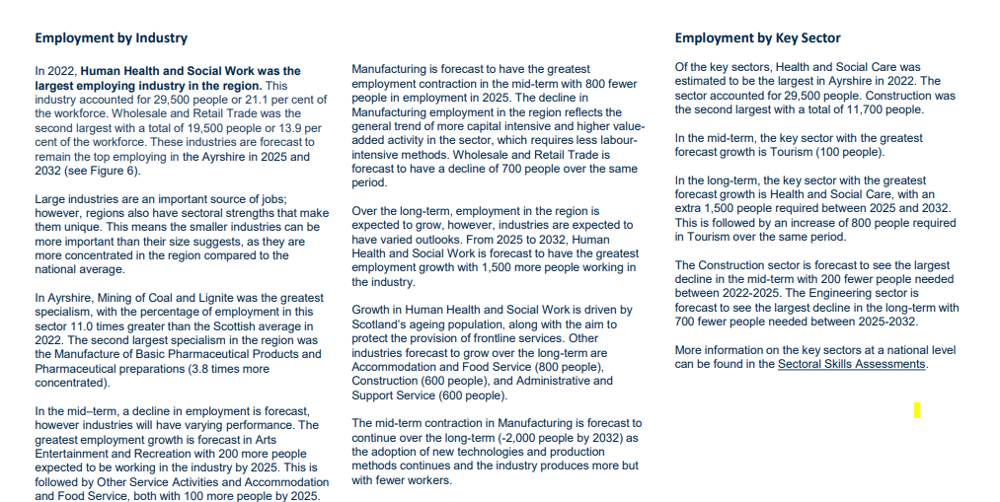 Employment by Industry
In 2022, Human Health and Social Work was the
largest employing industry in the region. This
industry accounted for 29,500 people or 21.1 per cent of
the workforce. Wholesale and Retail Trade was the
second largest with a total of 19,500 people or 13.9 per
cent of the workforce. These industries are forecast to
remain the top employing in the Ayrshire in 2025 and
2032 (see Figure 6).
Large industries are an important source of jobs;
however, regions also have sectoral strengths that make
them unique. This means the smaller industries can be
more important than their size suggests, as they are
more concentrated in the region compared to the
national average.
In Ayrshire, Mining of Coal and Lignite was the greatest
specialism, with the percentage of employment in this
sector 11.0 times greater than the Scottish average in
2022. The second largest specialism in the region was
the Manufacture of Basic Pharmaceutical Products and
Pharmaceutical preparations (3.8 times more
concentrated).
In the mid–term, a decline in employment is forecast,
however industries will have varying performance. The
greatest employment growth is forecast in Arts
Entertainment and Recreation with 200 more people
expected to be working in the industry by 2025. This is
followed by Other Service Activities and Accommodation
and Food Service, both with 100 more people by 2025.
Manufacturing is forecast to have the greatest
employment contraction in the mid-term with 800 fewer
people in employment in 2025. The decline in
Manufacturing employment in the region reflects the
general trend of more capital intensive and higher value-
added activity in the sector, which requires less labour-
intensive methods. Wholesale and Retail Trade is
forecast to have a decline of 700 people over the same
period.
Over the long-term, employment in the region is
expected to grow, however, industries are expected to
have varied outlooks. From 2025 to 2032, Human
Health and Social Work is forecast to have the greatest
employment growth with 1,500 more people working in
the industry.
Growth in Human Health and Social Work is driven by
Scotland's ageing population, along with the aim to
protect the provision of frontline services. Other
industries forecast to grow over the long-term are
Accommodation and Food Service (800 people),
Construction (600 people), and Administrative and
Support Service (600 people).
The mid-term contraction in Manufacturing is forecast to
continue over the long-term (-2,000 people by 2032) as
the adoption of new technologies and production
methods continues and the industry produces more but
with fewer workers.
Employment by Key Sector
Of the key sectors, Health and Social Care was
estimated to be the largest in Ayrshire in 2022. The
sector accounted for 29,500 people. Construction was
the second largest with a total of 11,700 people.
In the mid-term, the key sector with the greatest
forecast growth is Tourism (100 people).
In the long-term, the key sector with the greatest
forecast growth is Health and Social Care, with an
extra 1,500 people required between 2025 and 2032.
This is followed by an increase of 800 people required
in Tourism over the same period.
The Construction sector is forecast to see the largest
decline in the mid-term with 200 fewer people needed
between 2022-2025. The Engineering sector is
forecast to see the largest decline in the long-term with
700 fewer people needed between 2025-2032.
More information on the key sectors at a national level
can be found in the Sectoral Skills Assessments.